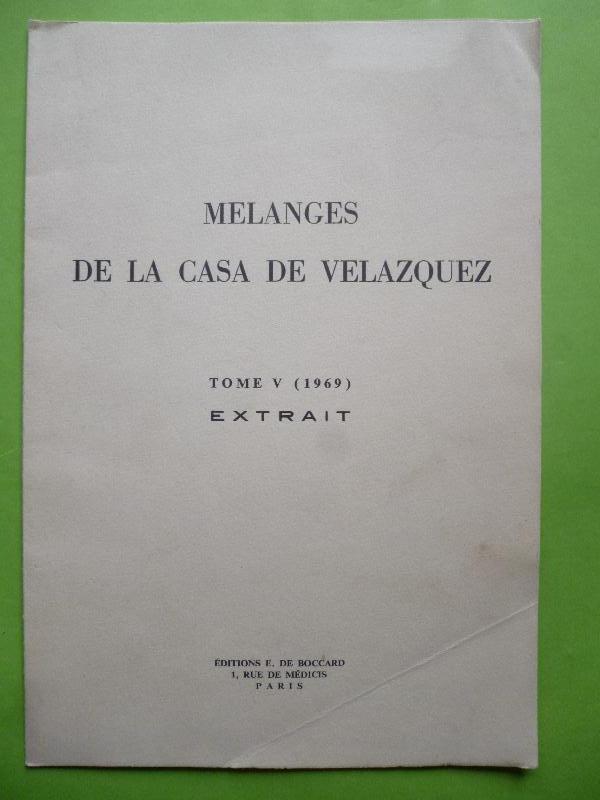 MELANGES
DE LA CASA DE VELAZQUEZ
TOME V (1969)
EXTRAIT
ÉDITIONS E. DE BOCCARD
1, RUE DE MÉDICIS
PARIS